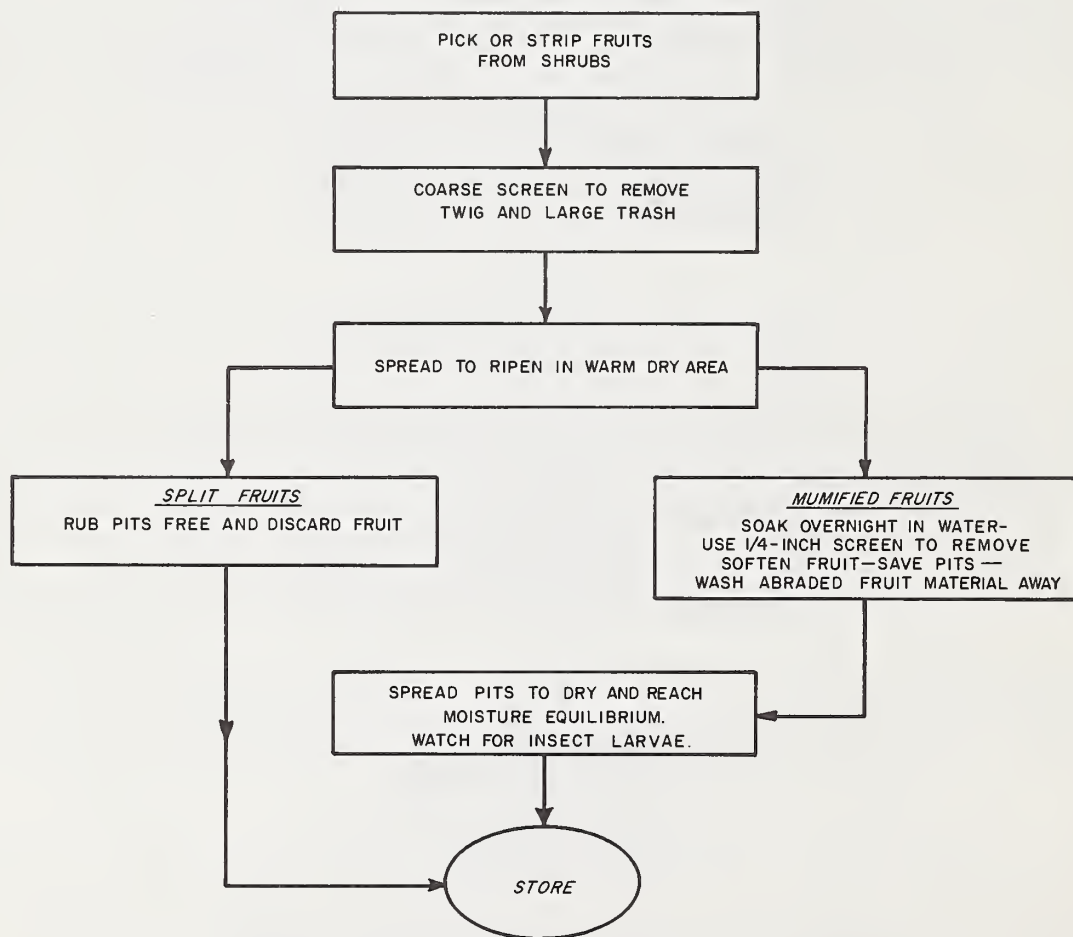 PICK OR STRIP FRUITS
FROM SHRUBS
COARSE SCREEN TO REMOVE
TWIG AND LARGE TRASH
SPREAD TO RIPEN IN WARM DRY AREA
SPLIT FRUITS
RUB PITS FREE AND DISCARD FRUIT
MUMIFIED FRUITS
SOAK OVERNIGHT IN WATER-
USE 1/4-INCH SCREEN TO REMOVE
SOFTEN FRUIT—SAVE PITS—
WASH ABRADED FRUIT MATERIAL AWAY
SPREAD PITS TO DRY AND REACH
MOISTURE EQUILIBRIUM.
WATCH FOR INSECT LARVAE.
STORE